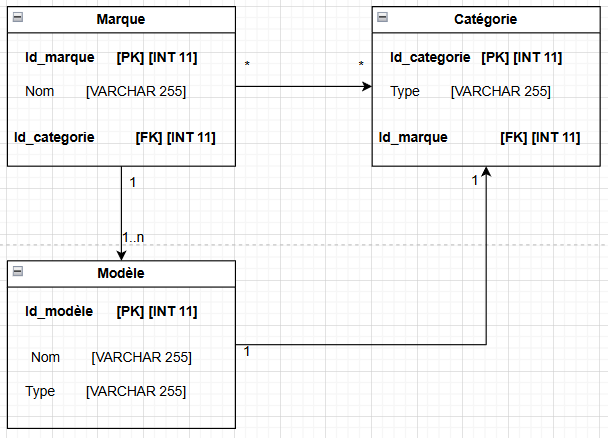 Marque
Id_marque [PK] [INT 11]
Nom [VARCHAR 255]
Id_categorie [FK] [INT 11]
*
*
Catégorie
Id_categorie [PK] [INT 11]
Type [VARCHAR 255]
Id_marque [FK] [INT 11]
1
1..n
1
Modèle
Id_modèle [PK] [INT 11]
Nom [VARCHAR 255]
Type [VARCHAR 255]
1